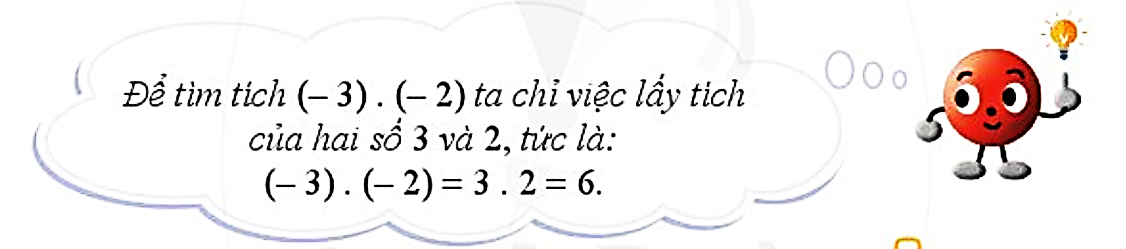 Để tìm tích (– 3) . (– 2) ta chỉ việc lấy tích
của hai số 3 và 2, tức là:
(– 3) . (– 2) = 3 . 2 = 6.